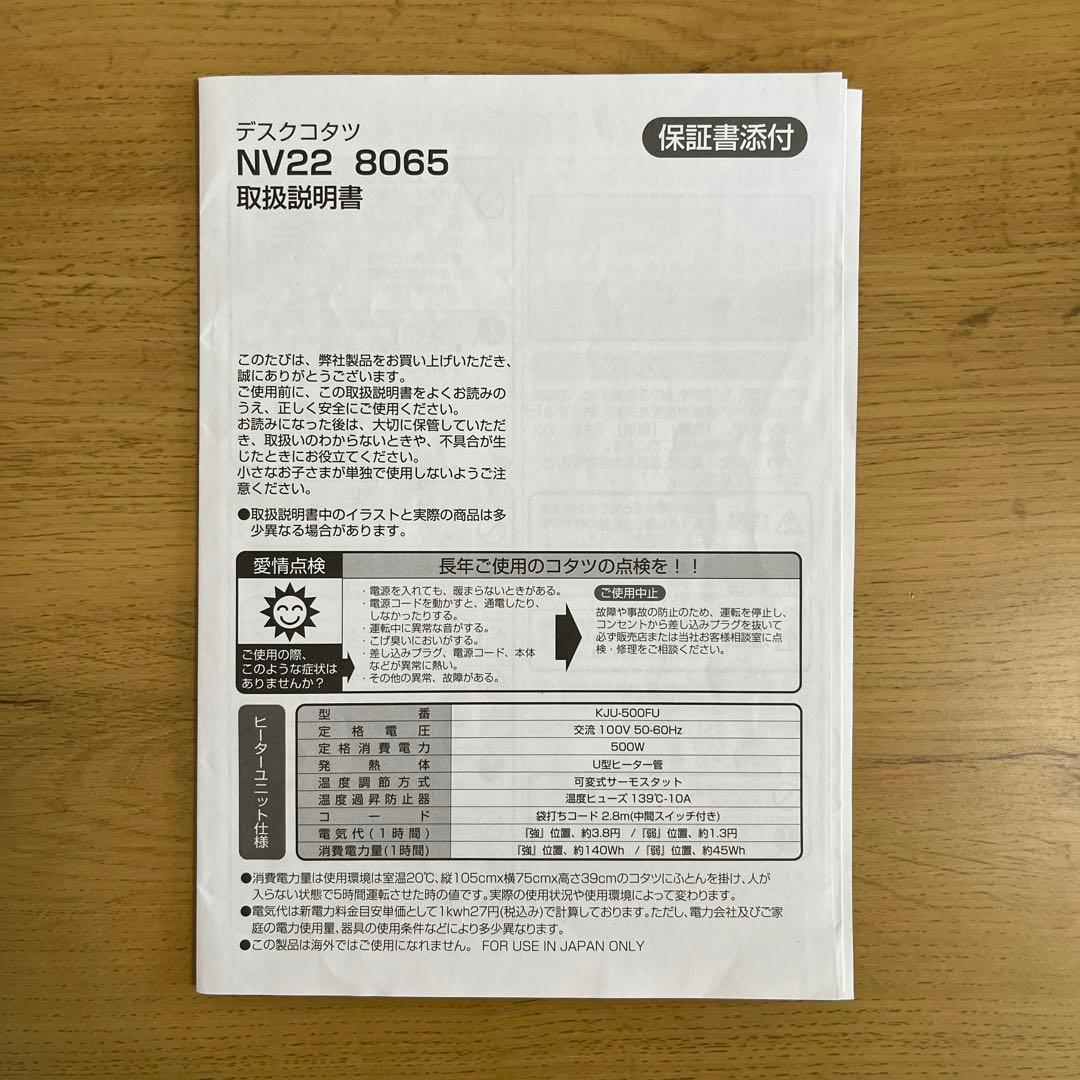 デスクコタツ
NV22 8065
取扱説明書
保証書添付
このたびは、弊社製品をお買い上げいただき、
誠にありがとうございます。
ご使用前に、この取扱説明書をよくお読みの
うえ、正しく安全にご使用ください。
お読みになった後は、大切に保管していただ
き、取扱いのわからないときや、不具合が生
じたときにお役立てください。
小さなお子さまが単独で使用しないようご注
意ください。
●取扱説明書中のイラストと実際の商品は多
少異なる場合があります。
愛情点検
長年ご使用のコタツの点検を！！
ご使用の際、
このような症状は
ありませんか？
・電源を入れても、暖まらないときがある。
・電源コードを動かすと、通電したり、
しなかったりする。
・運転中に異常な音がする。
・こげ臭いにおいがする。
・差し込みプラグ、電源コード、本体
などが異常に熱い。
・その他の異常、故障がある。
ご使用中止
故障や事故の防止のため、運転を停止し、
コンセントから差し込みプラグを抜いて
必ず販売店または当社お客様相談室に点
検・修理をご相談ください。
ヒーターユニット仕様
型番 KJU-500FU
定格電圧 交流 100V 50-60Hz
定格消費電力 500W
発熱体 U型ヒーター管
温度調節方式 可変式サーモスタット
温度過昇防止器 温度ヒューズ 139℃-10A
コード 袋打ちコード 2.8m(中間スイッチ付き)
電気代(1時間) 『強』位置、約3.8円 /『弱』位置、約1.3円
消費電力量(1時間) 『強』位置、約140Wh /『弱』位置、約45Wh
●消費電力量は使用環境は室温20℃、縦105cmx横75cmx高さ39cmのコタツにふとんを掛け、人が
入らない状態で5時間運転させた時の値です。実際の使用状況や使用環境によって変わります。
●電気代は新電力料金目安単価として1kwh27円(税込み)で計算しております。ただし、電力会社及びご家
庭の電力使用量、器具の使用条件などにより多少異なります。
●この製品は海外ではご使用になれません。 FOR USE IN JAPAN ONLY